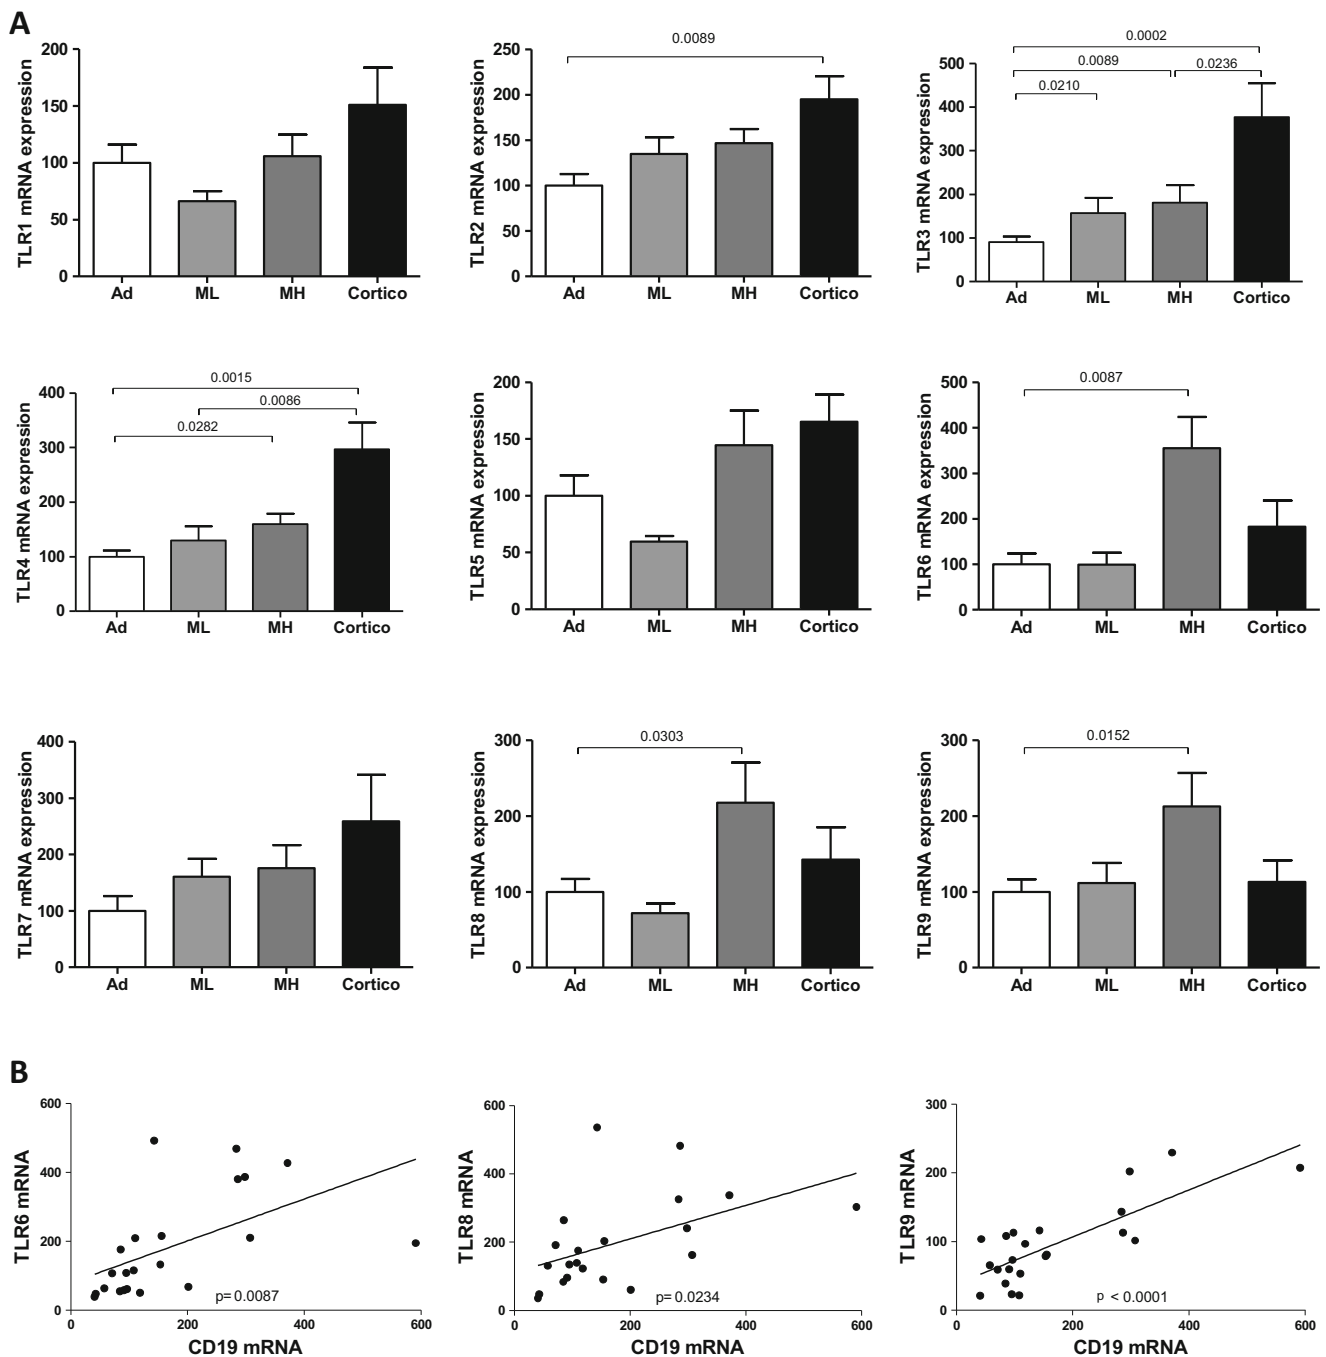 A
TLR1 mRNA expression
200
150
100
50
0
Ad ML MH Cortico
TLR2 mRNA expression
250
200
150
100
50
0
0.0089
Ad ML MH Cortico
TLR3 mRNA expression
500
400
300
200
100
0
0.0002
0.0089
0.0236
0.0210
Ad ML MH Cortico
TLR4 mRNA expression
400
300
200
100
0
0.0015
0.0086
0.0282
Ad ML MH Cortico
TLR5 mRNA expression
200
150
100
50
0
Ad ML MH Cortico
TLR6 mRNA expression
500
400
300
200
100
0
0.0087
Ad ML MH Cortico
TLR7 mRNA expression
400
300
200
100
0
Ad ML MH Cortico
TLR8 mRNA expression
300
200
100
0
0.0303
Ad ML MH Cortico
TLR9 mRNA expression
300
200
100
0
0.0152
Ad ML MH Cortico
B
TLR6 mRNA
600
400
200
0
p= 0.0087
0 200 400 600
CD19 mRNA
TLR8 mRNA
600
400
200
0
p= 0.0234
0 200 400 600
CD19 mRNA
TLR9 mRNA
300
200
100
0
p < 0.0001
0 200 400 600
CD19 mRNA